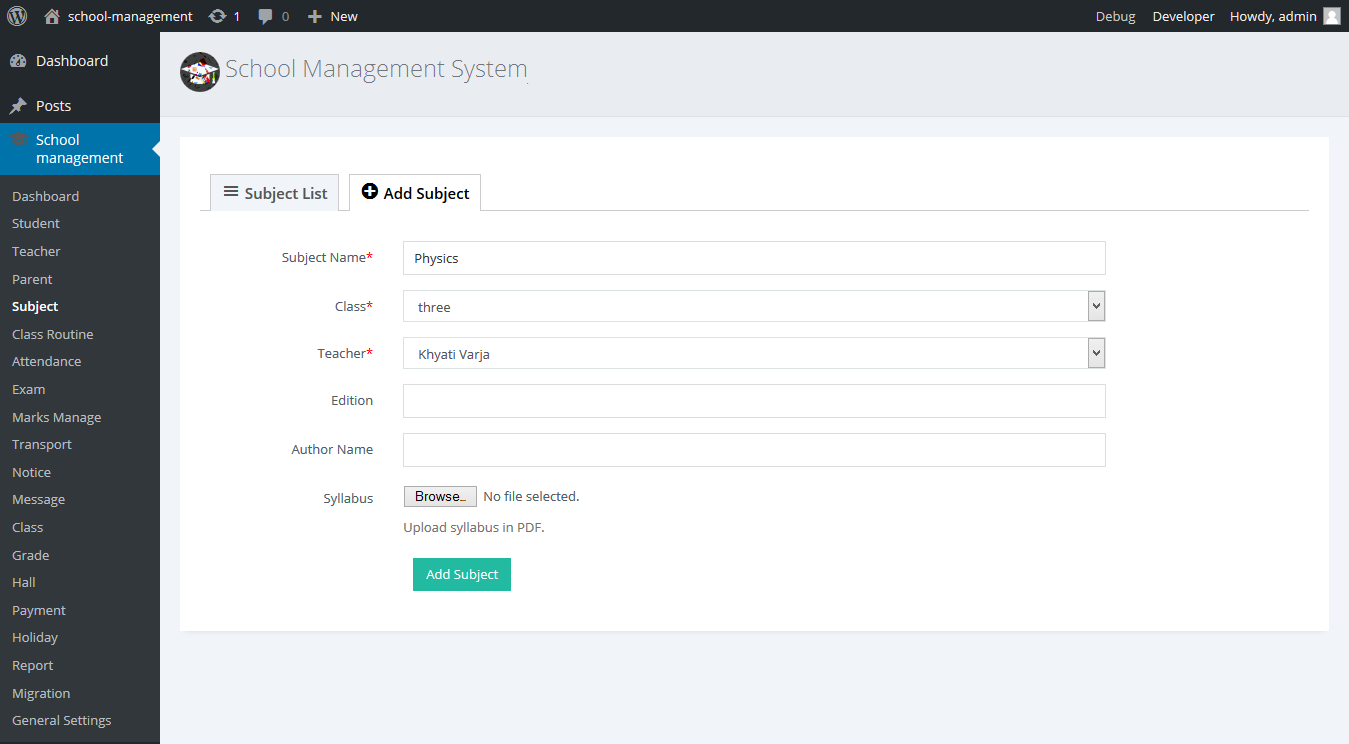 school-management 1 0 New Debug Developer Howdy, admin
Dashboard
Posts
School
management
Dashboard
Student
Teacher
Parent
Subject
Class Routine
Attendance
Exam
Marks Manage
Transport
Notice
Message
Class
Grade
Hall
Payment
Holiday
Report
Migration
General Settings
School Management System
Subject List Add Subject
Subject Name* Physics
Class* three
Teacher* Khyati Varja
Edition
Author Name
Syllabus Browse… No file selected.
Upload syllabus in PDF.
Add Subject